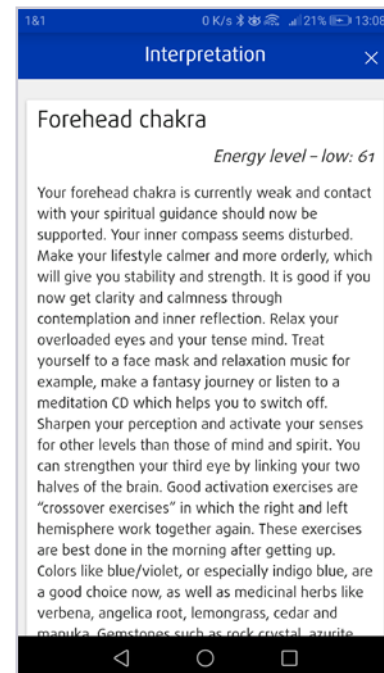 1&1 0 K/s 21% 13:08
Interpretation ×
Forehead chakra
Energy level – low: 61
Your forehead chakra is currently weak and contact
with your spiritual guidance should now be
supported. Your inner compass seems disturbed.
Make your lifestyle calmer and more orderly, which
will give you stability and strength. It is good if you
now get clarity and calmness through
contemplation and inner reflection. Relax your
overloaded eyes and your tense mind. Treat
yourself to a face mask and relaxation music for
example, make a fantasy journey or listen to a
meditation CD which helps you to switch off.
Sharpen your perception and activate your senses
for other levels than those of mind and spirit. You
can strengthen your third eye by linking your two
halves of the brain. Good activation exercises are
“crossover exercises” in which the right and left
hemisphere work together again. These exercises
are best done in the morning after getting up.
Colors like blue/violet, or especially indigo blue, are
a good choice now, as well as medicinal herbs like
verbena, angelica root, lemongrass, cedar and
manuka. Gemstones such as rock crystal, azurite